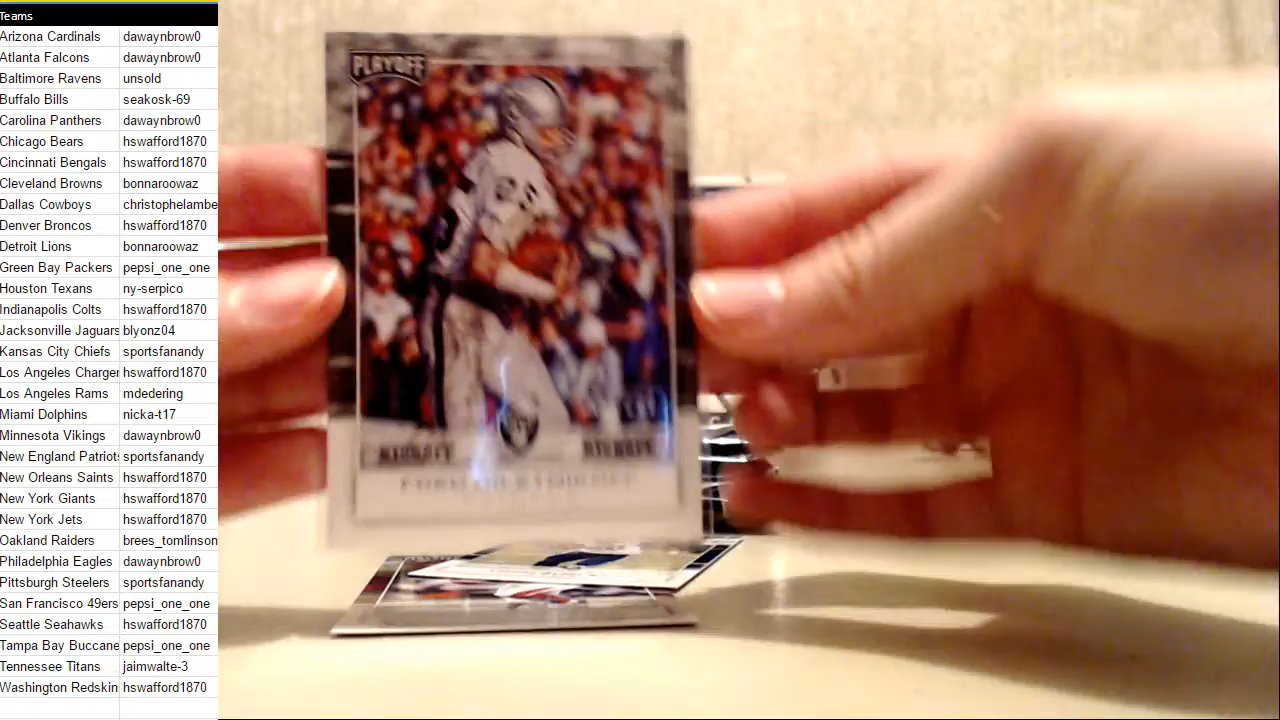 Teams
Arizona Cardinals dawaynbrow0
Atlanta Falcons dawaynbrow0
Baltimore Ravens unsold
Buffalo Bills seakosk-69
Carolina Panthers dawaynbrow0
Chicago Bears hswafford1870
Cincinnati Bengals hswafford1870
Cleveland Browns bonnaroowaz
Dallas Cowboys christophelambe
Denver Broncos hswafford1870
Detroit Lions bonnaroowaz
Green Bay Packers pepsi_one_one
Houston Texans ny-serpico
Indianapolis Colts hswafford1870
Jacksonville Jaguars blyonz04
Kansas City Chiefs sportsfanandy
Los Angeles Charger hswafford1870
Los Angeles Rams mdedering
Miami Dolphins nicka-t17
Minnesota Vikings dawaynbrow0
New England Patriots sportsfanandy
New Orleans Saints hswafford1870
New York Giants hswafford1870
New York Jets hswafford1870
Oakland Raiders brees_tomlinson
Philadelphia Eagles dawaynbrow0
Pittsburgh Steelers sportsfanandy
San Francisco 49ers pepsi_one_one
Seattle Seahawks hswafford1870
Tampa Bay Buccane pepsi_one_one
Tennessee Titans jaimwalte-3
Washington Redskin hswafford1870
PLAYOFF